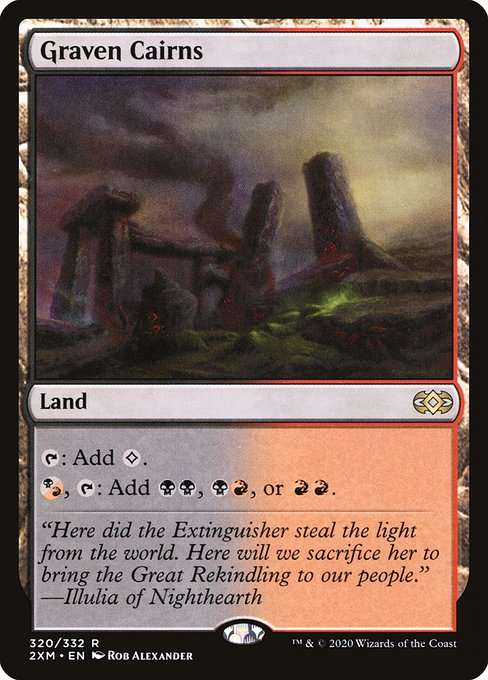 Graven Cairns
Land
: Add .
, : Add , , or .
“Here did the Extinguisher steal the light
from the world. Here will we sacrifice her to
bring the Great Rekindling to our people.”
—Illulia of Nighthearth
320/332 R
2XM • EN Rob Alexander
™ & © 2020 Wizards of the Coast